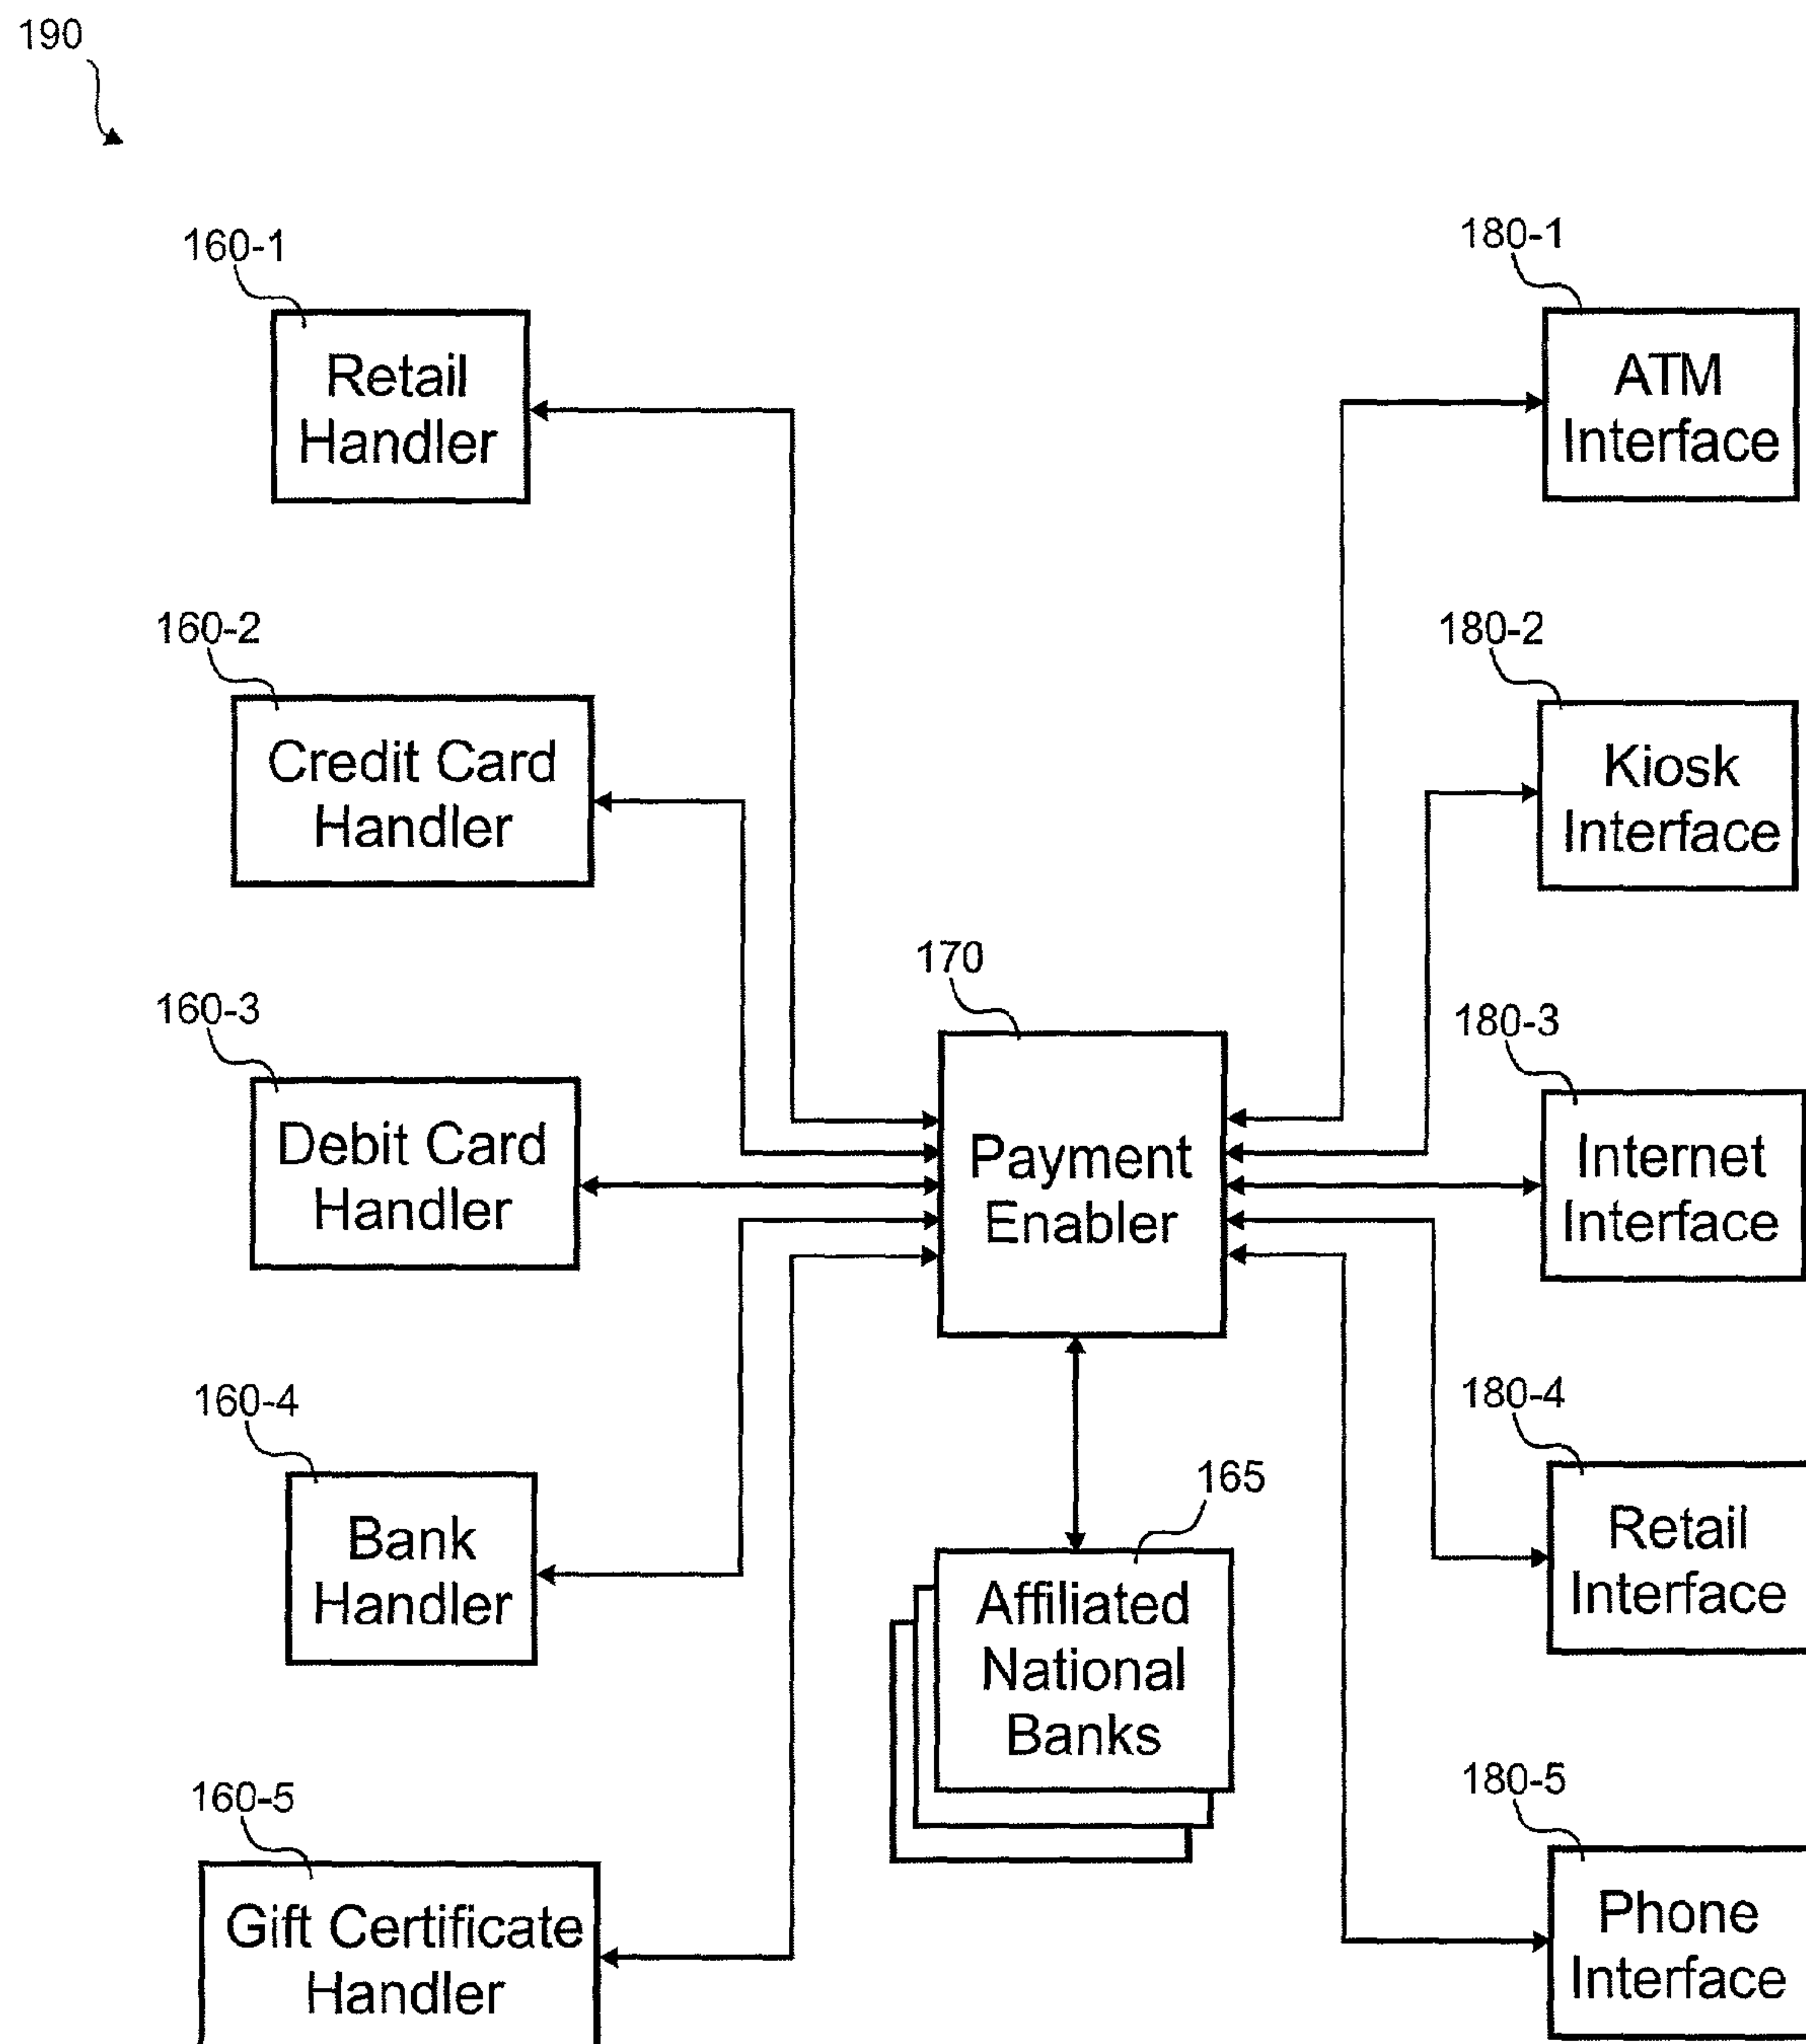 190
160-1
Retail
Handler
180-1
ATM
Interface
160-2
Credit Card
Handler
180-2
Kiosk
Interface
170
Payment
Enabler
160-3
Debit Card
Handler
180-3
Internet
Interface
160-4
Bank
Handler
165
Affiliated
National
Banks
180-4
Retail
Interface
160-5
Gift Certificate
Handler
180-5
Phone
Interface